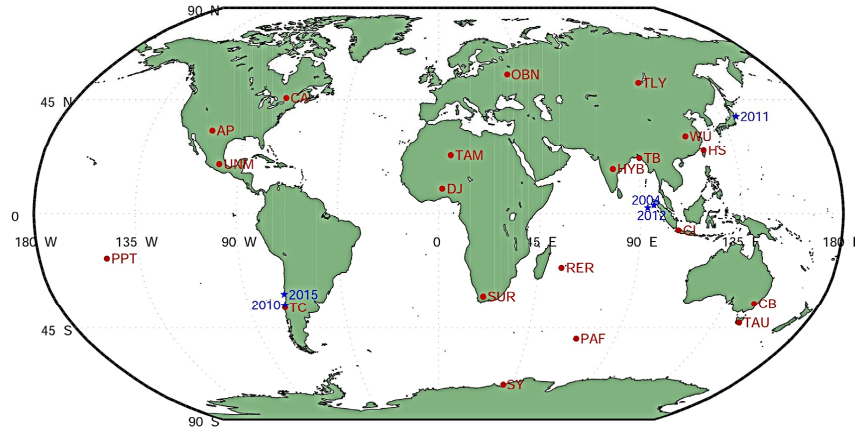 90 N
OBN
TLY
CA
45 N
2011
AP
WU
HS
UNM
TAM
TB
HYB
DJ
2004
2012
0
CI
180 W
135 W
90 W
0
45 E
90 E
135 E
180 E
PPT
RER
2015
SUR
2010
TC
CB
TAU
45 S
PAF
SY
90 S